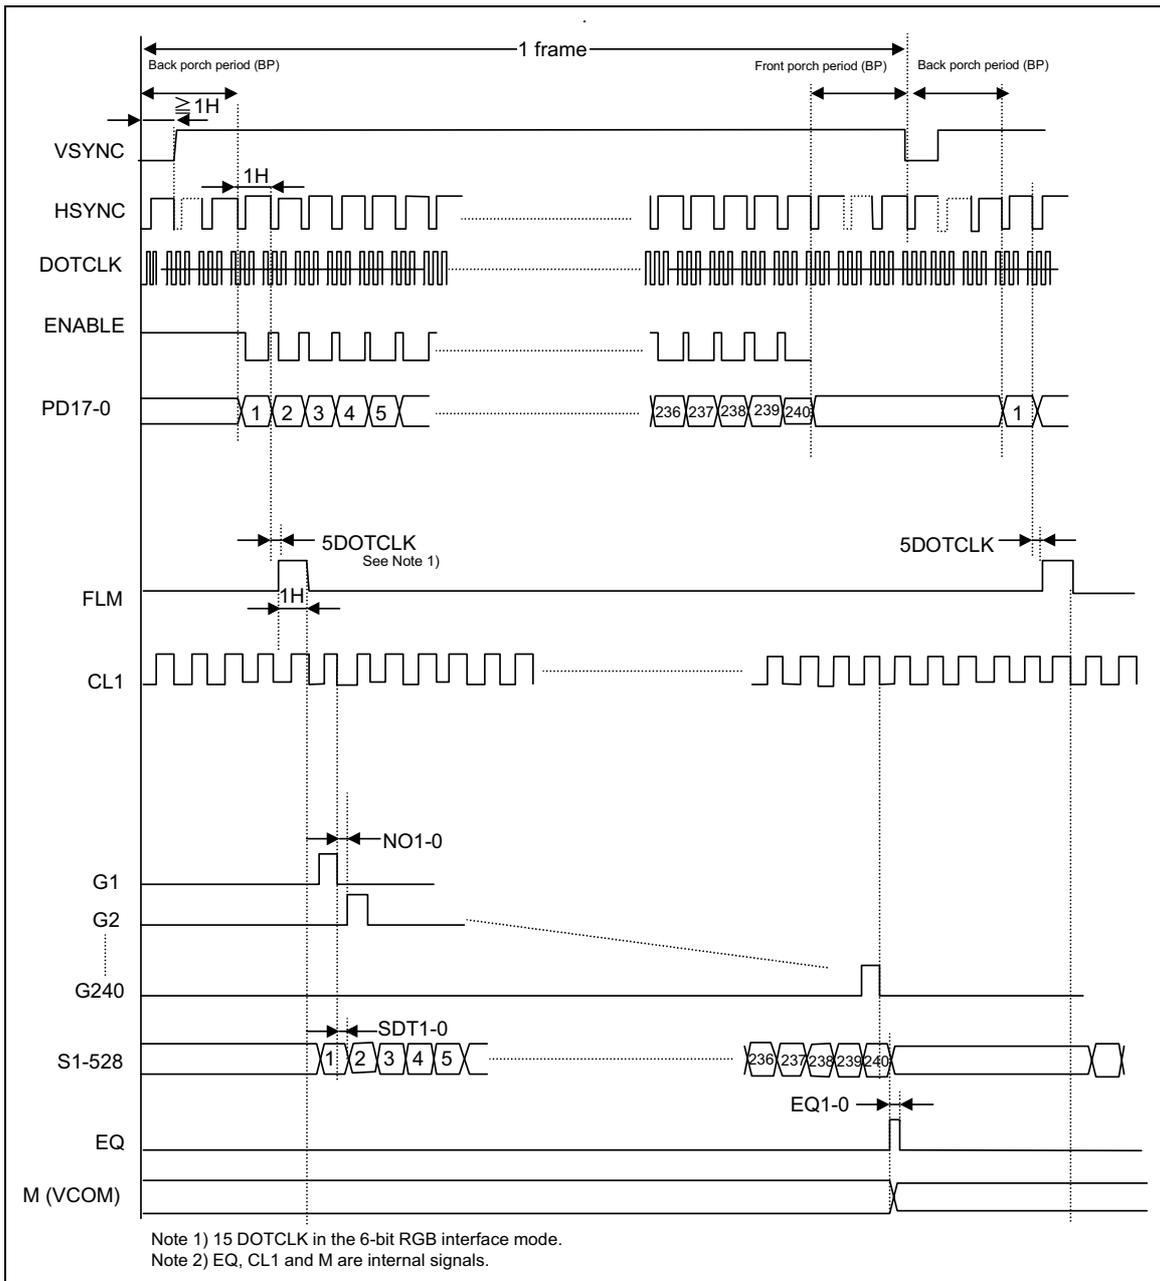 1 frame
Back porch period (BP)
Front porch period (BP)
Back porch period (BP)
≧ 1H
VSYNC
1H
HSYNC
DOTCLK
ENABLE
PD17-0
1 2 3 4 5
236 237 238 239 240
1
5DOTCLK
See Note 1)
5DOTCLK
FLM
1H
CL1
NO1-0
G1
G2
G240
SDT1-0
S1-528
1 2 3 4 5
236 237 238 239 240
EQ1-0
EQ
M (VCOM)
Note 1) 15 DOTCLK in the 6-bit RGB interface mode.
Note 2) EQ, CL1 and M are internal signals.